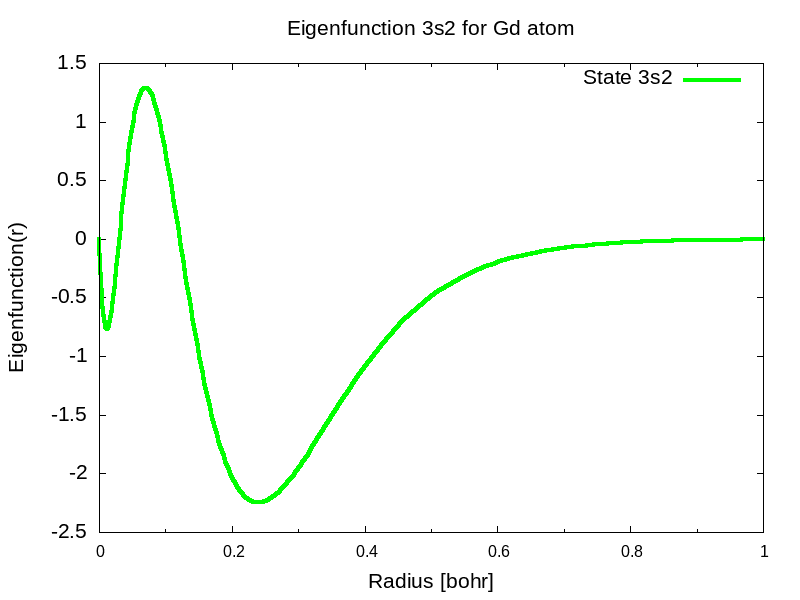 Eigenfunction 3s2 for Gd atom
State 3s2
1.5
1
0.5
0
-0.5
-1
-1.5
-2
-2.5
Eigenfunction(r)
0 0.2 0.4 0.6 0.8 1
Radius [bohr]